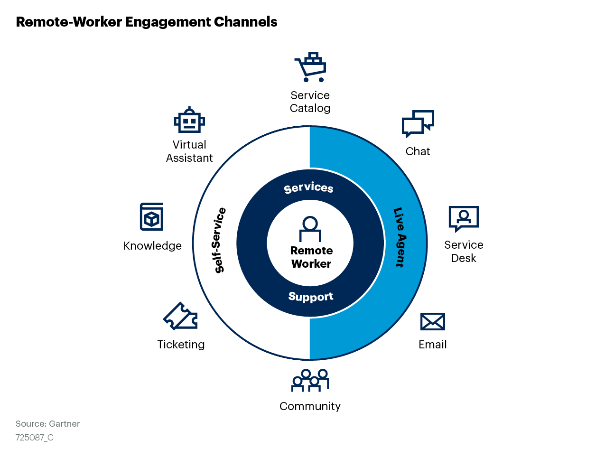 Remote-Worker Engagement Channels
Service
Catalog
Virtual
Assistant
Chat
Services
Self-Service
Live Agent
Knowledge
Remote
Worker
Service
Desk
Support
Ticketing
Email
Community
Source: Gartner
725087_C